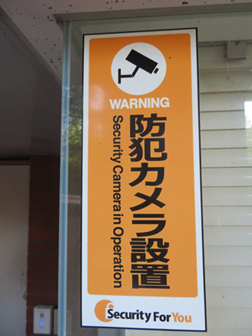 WARNING
防犯カメラ設置
Security Camera in Operation
Security For You